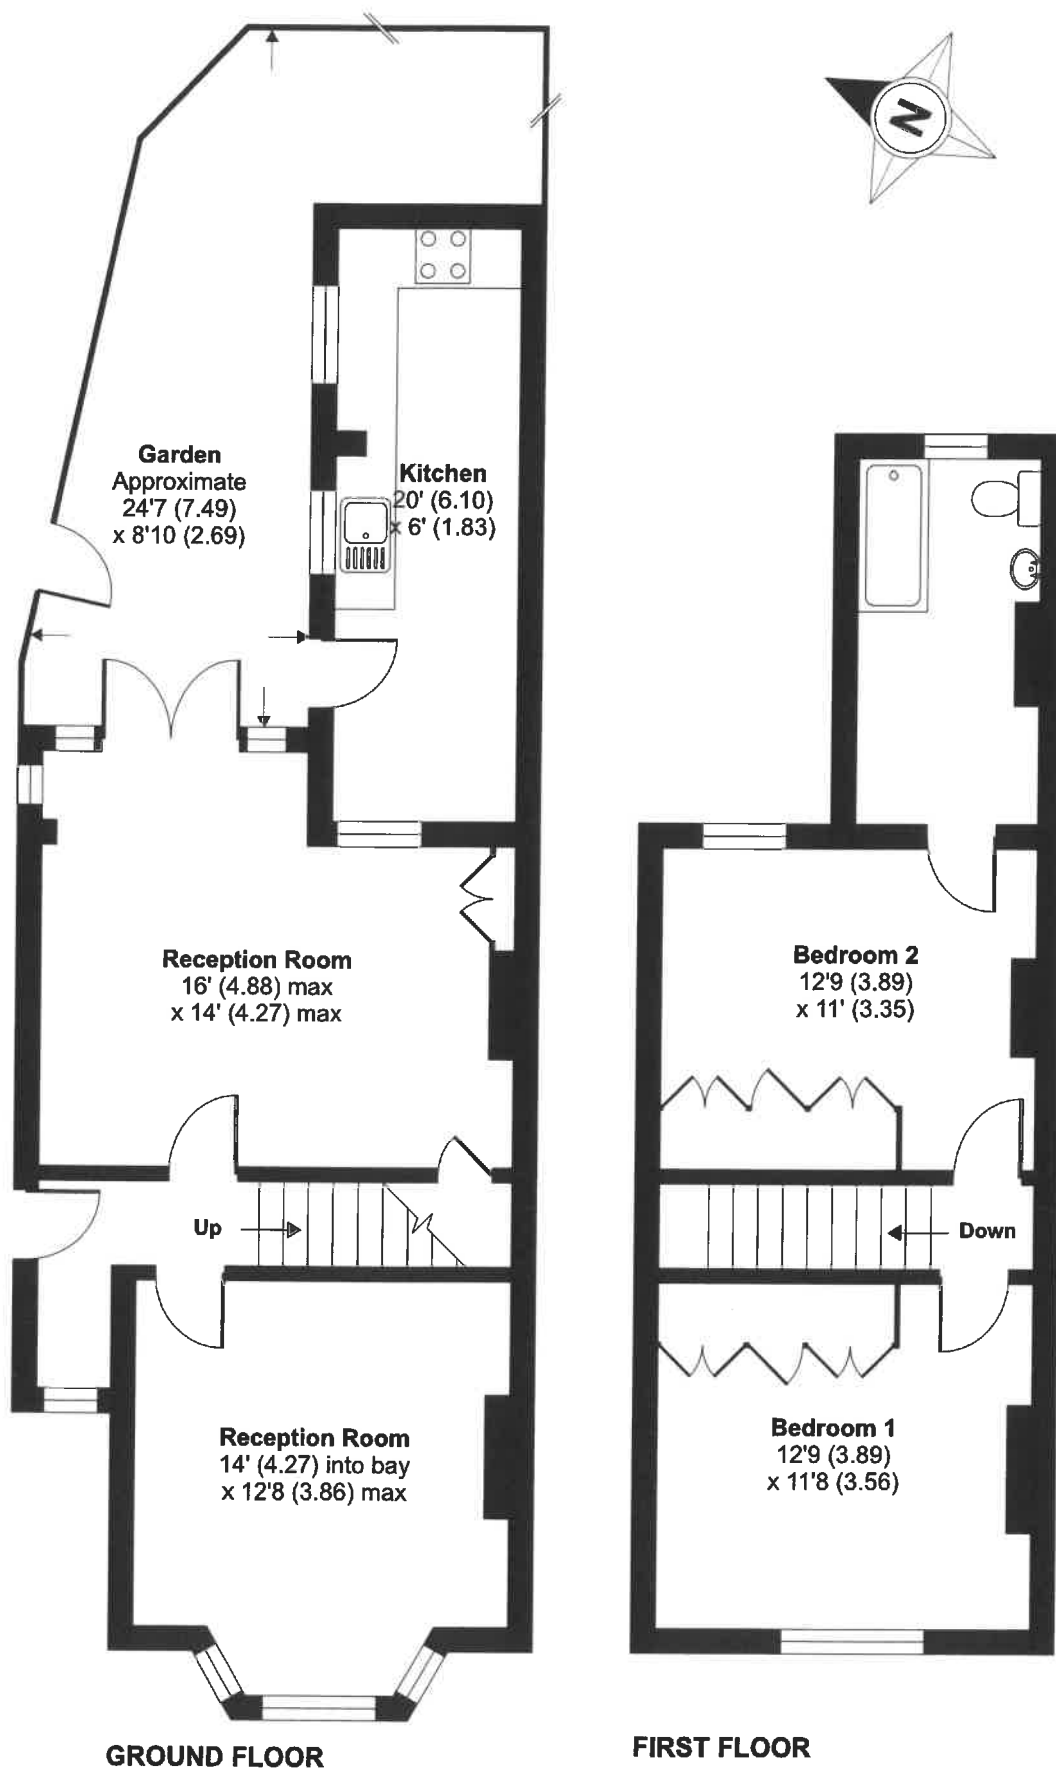 N
Garden
Approximate
24'7 (7.49)
x 8'10 (2.69)
Kitchen
20' (6.10)
x 6' (1.83)
Reception Room
16' (4.88) max
x 14' (4.27) max
Bedroom 2
12'9 (3.89)
x 11' (3.35)
Up
Down
Reception Room
14' (4.27) into bay
x 12'8 (3.86) max
Bedroom 1
12'9 (3.89)
x 11'8 (3.56)
GROUND FLOOR
FIRST FLOOR